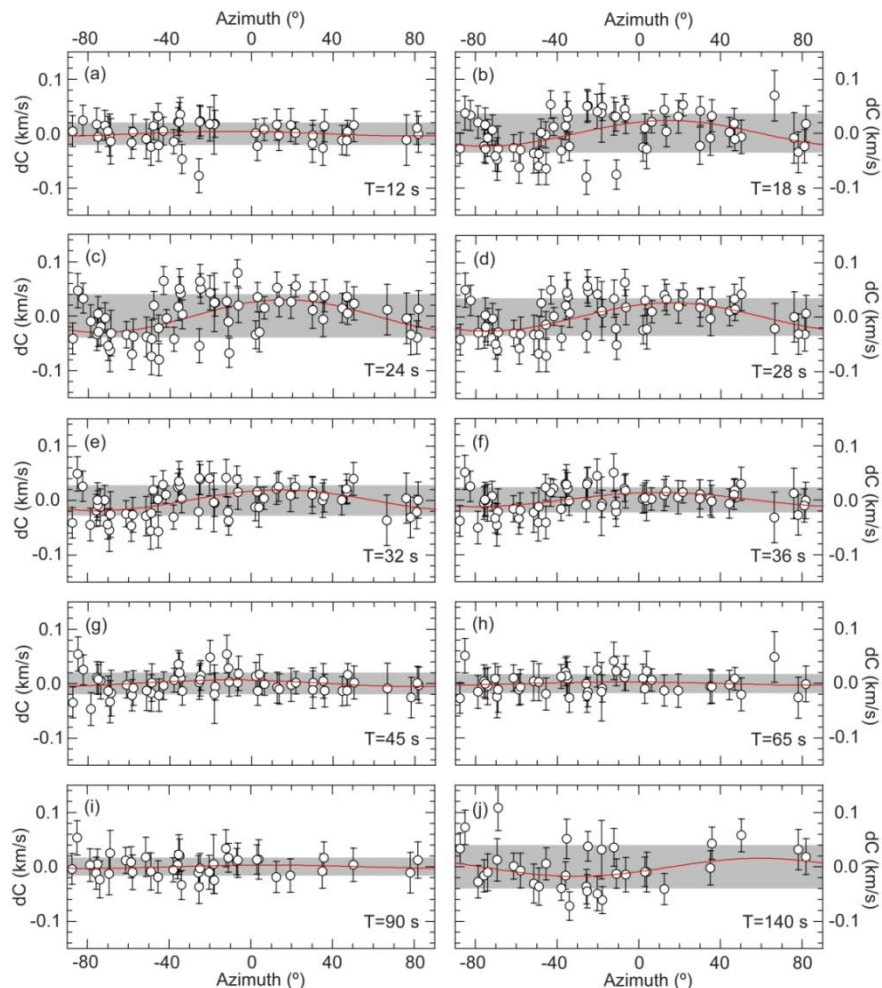 Azimuth (º) Azimuth (º)
-80 -40 0 40 80 -80 -40 0 40 80
dC (km/s) 0.1 0.0 -0.1 (a) T=12 s (b) T=18 s 0.1 0.0 -0.1 dC (km/s)
dC (km/s) 0.1 0.0 -0.1 (c) T=24 s (d) T=28 s 0.1 0.0 -0.1 dC (km/s)
dC (km/s) 0.1 0.0 -0.1 (e) T=32 s (f) T=36 s 0.1 0.0 -0.1 dC (km/s)
dC (km/s) 0.1 0.0 -0.1 (g) T=45 s (h) T=65 s 0.1 0.0 -0.1 dC (km/s)
dC (km/s) 0.1 0.0 -0.1 (i) T=90 s (j) T=140 s 0.1 0.0 -0.1 dC (km/s)
-80 -40 0 40 80 -80 -40 0 40 80
Azimuth (º) Azimuth (º)